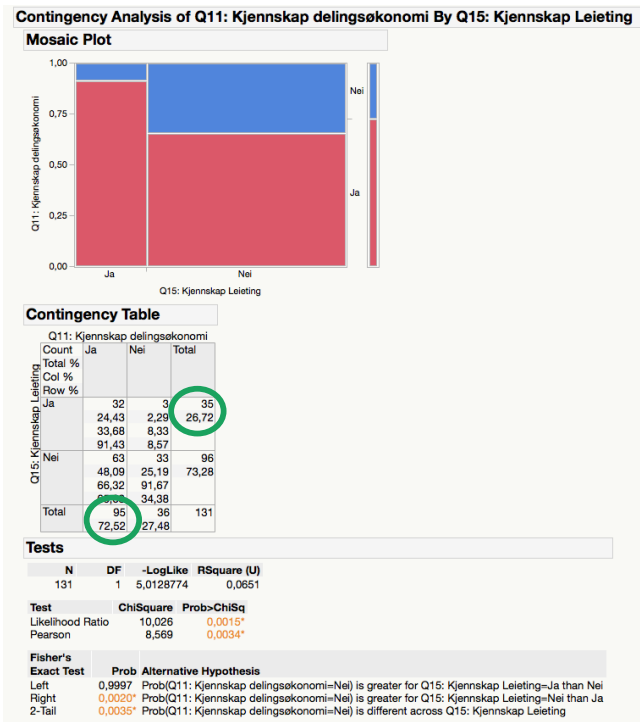 Contingency Analysis of Q11: Kjennskap delingsøkonomi By Q15: Kjennskap Leieting
Mosaic Plot
1,00
0,75
0,50
0,25
0,00
Q11: Kjennskap delingsøkonomi
Nei
Ja
Ja Nei
Q15: Kjennskap Leieting
Contingency Table
Q11: Kjennskap delingsøkonomi
Q15: Kjennskap Leieting
Count Ja Nei Total
Total %
Col %
Row %
Ja 32 3 35
24,43 2,29 26,72
33,68 8,33
91,43 8,57
Nei 63 33 96
48,09 25,19 73,28
66,32 91,67
34,38
Total 95 36 131
72,52 27,48
Tests
N DF -LogLike RSquare (U)
131 1 5,0128774 0,0651
Test ChiSquare Prob>ChiSq
Likelihood Ratio 10,026 0,0015*
Pearson 8,569 0,0034*
Fisher's
Exact Test Prob Alternative Hypothesis
Left 0,9997 Prob(Q11: Kjennskap delingsøkonomi=Nei) is greater for Q15: Kjennskap Leieting=Ja than Nei
Right 0,0020* Prob(Q11: Kjennskap delingsøkonomi=Nei) is greater for Q15: Kjennskap Leieting=Nei than Ja
2-Tail 0,0035* Prob(Q11: Kjennskap delingsøkonomi=Nei) is different across Q15: Kjennskap Leieting